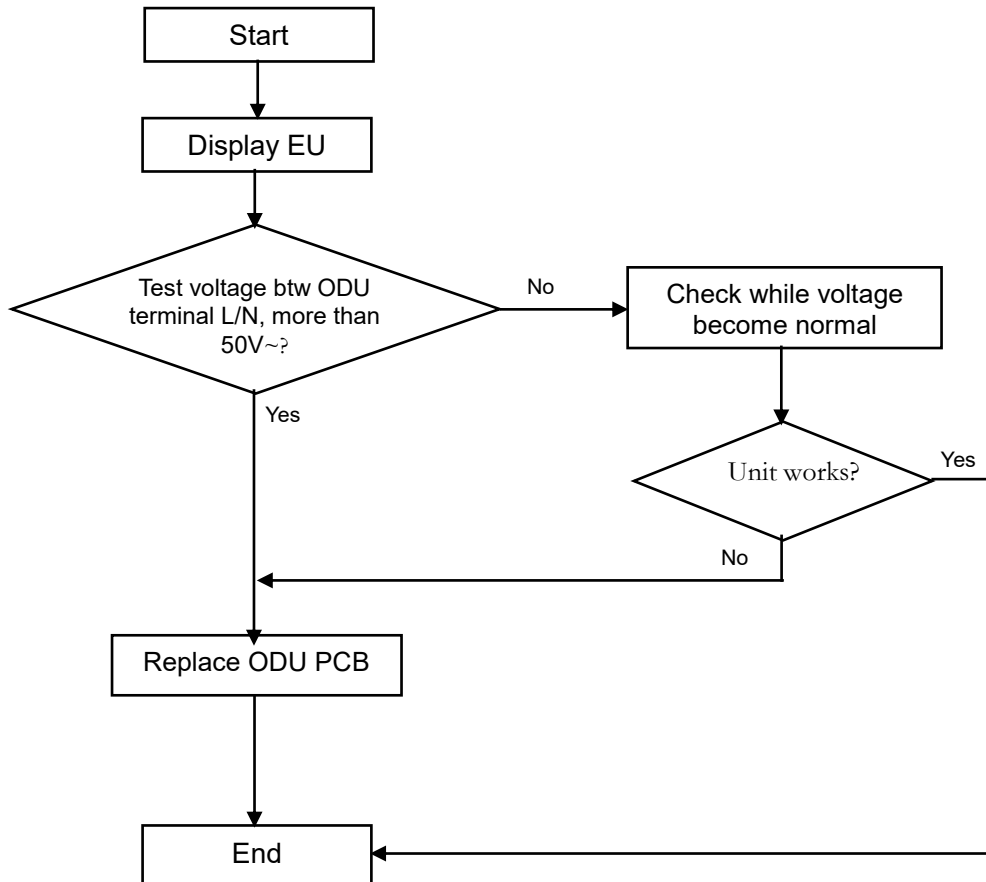 Start
Display EU
Test voltage btw ODU
terminal L/N, more than
50V~?
No
Check while voltage
become normal
Yes
Unit works?
Yes
No
Replace ODU PCB
End